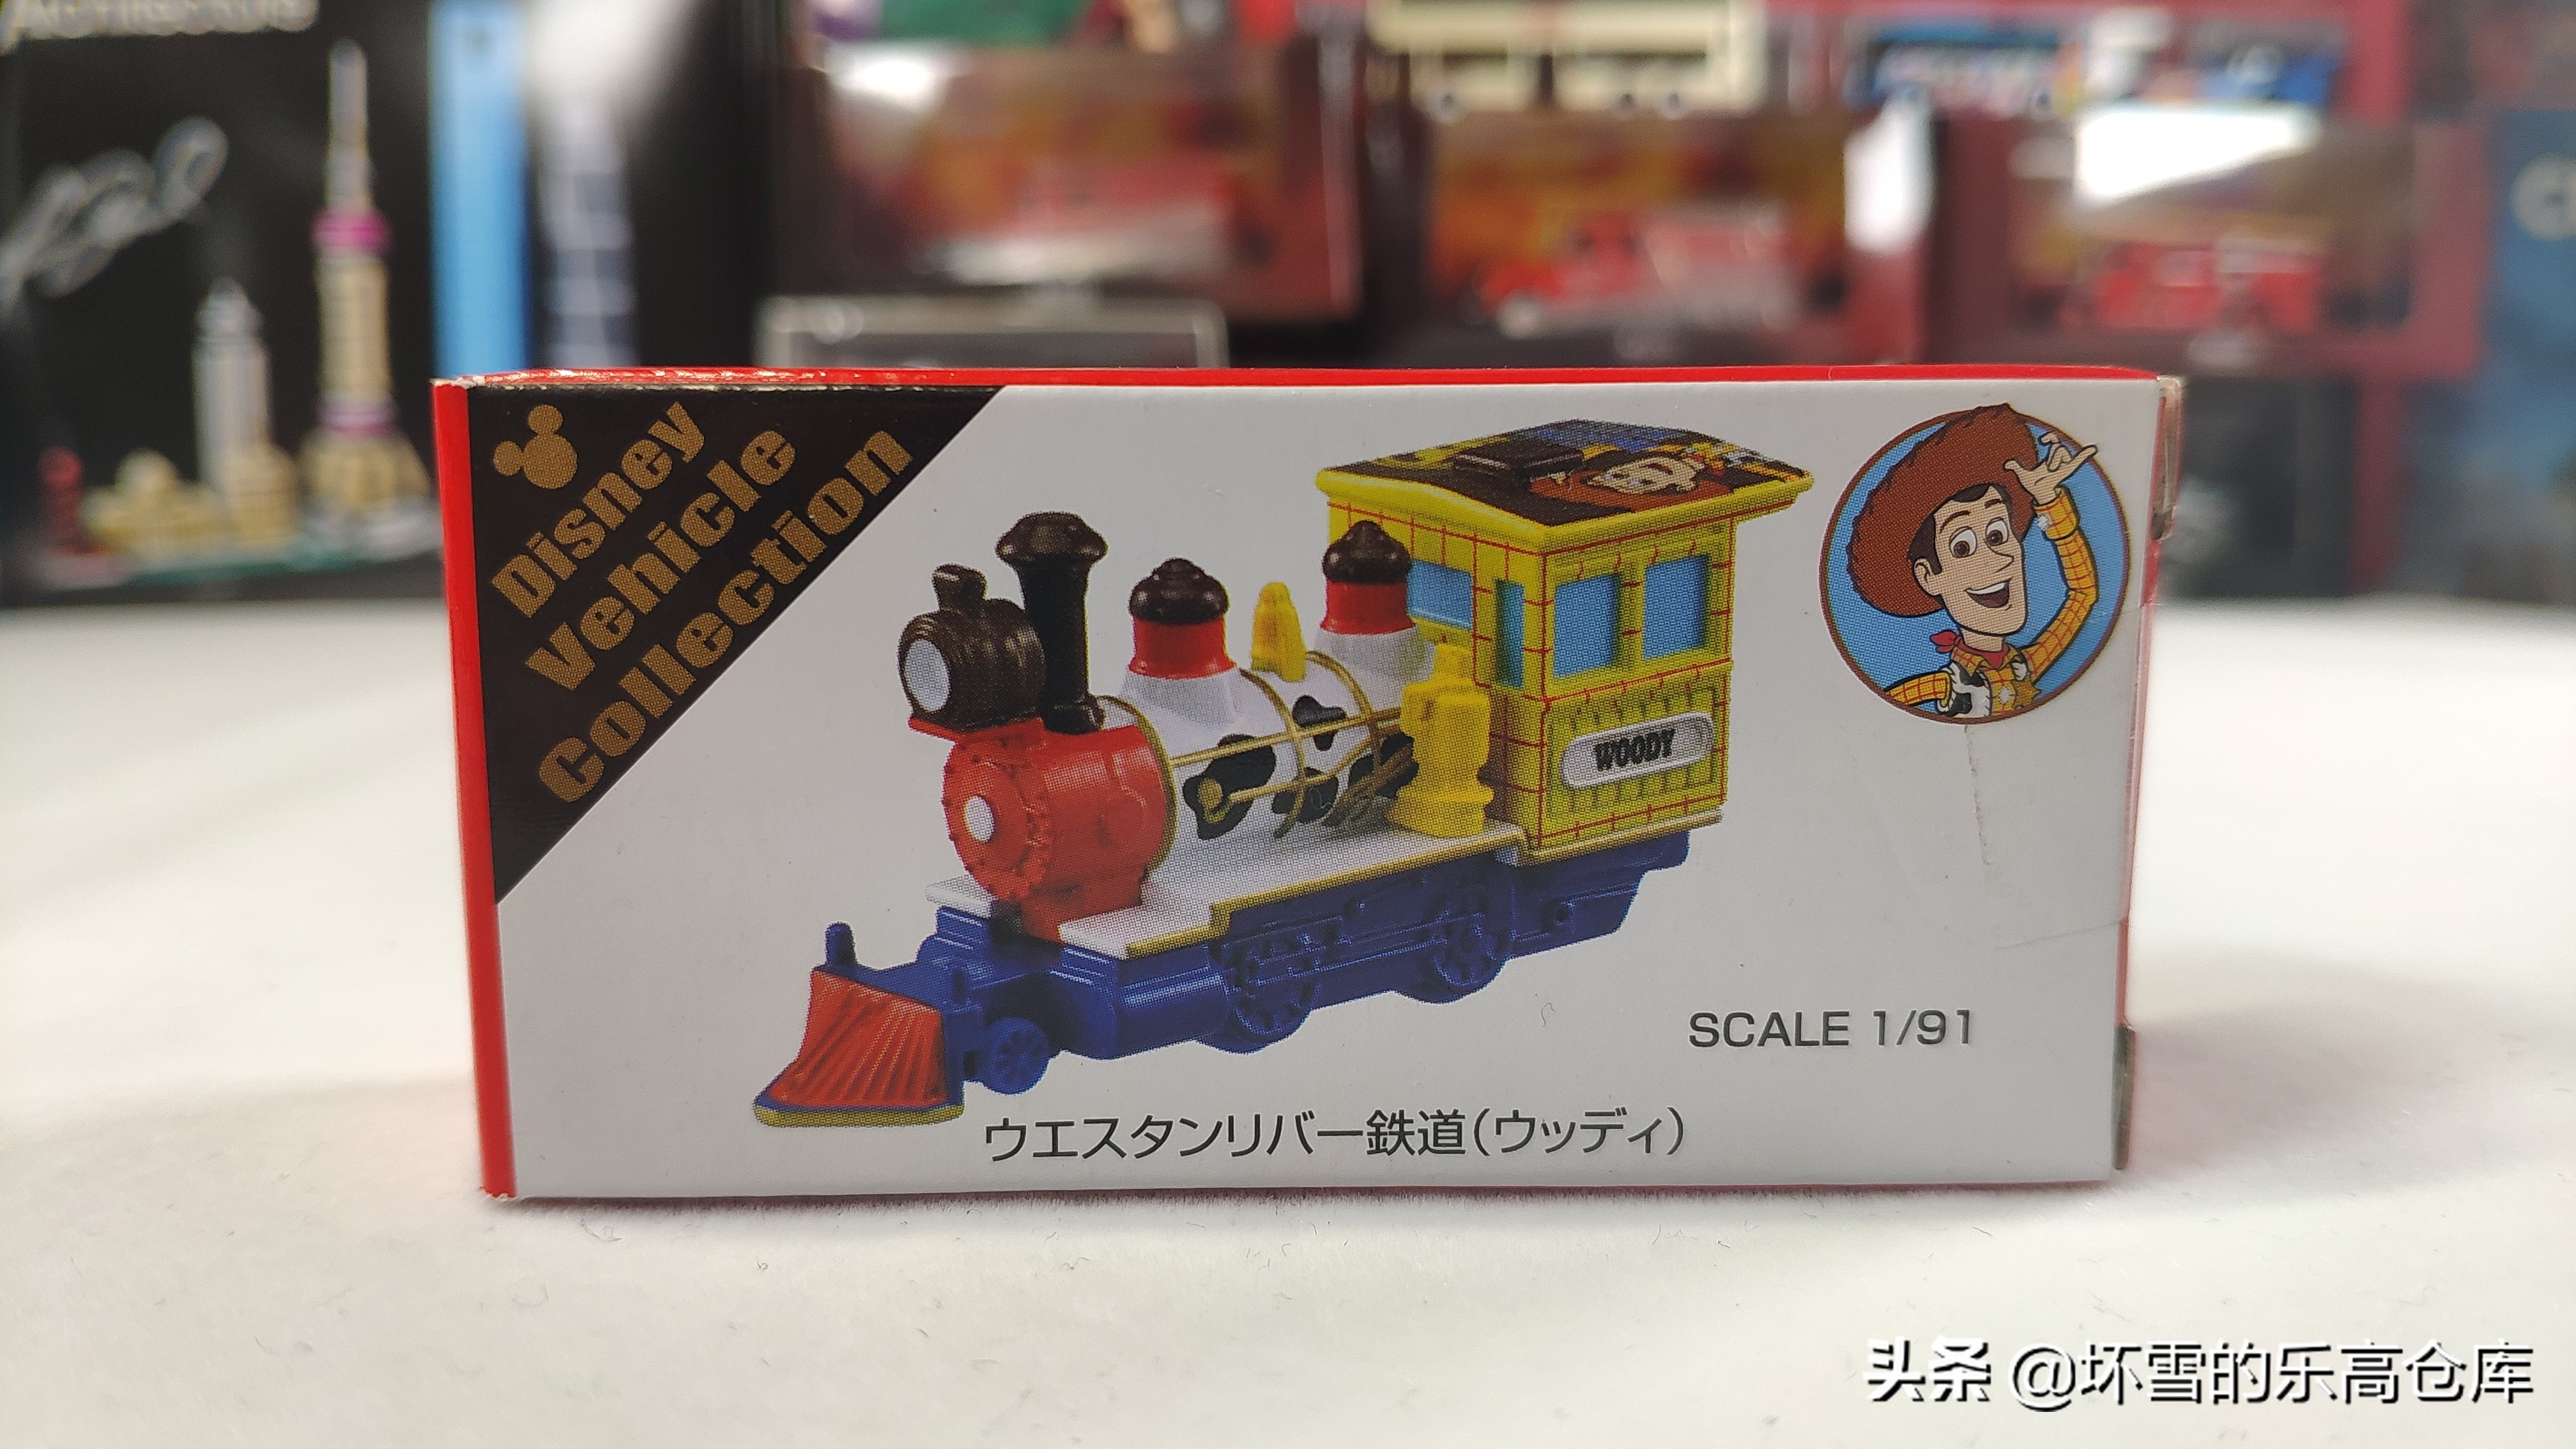 Disney
Vehicle
Collection
WOODY
SCALE 1/91
ウエスタンリバー鉄道(ウッディ)
头条 @坏雪的乐高仓库